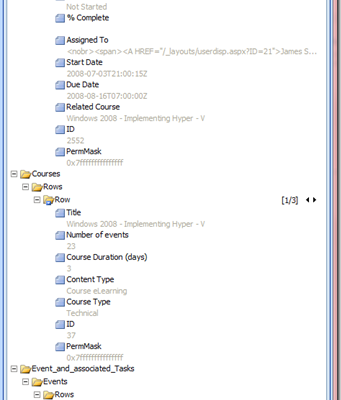 Not Started
% Complete
Assigned To
<nobr><span><A HREF="/_layouts/userdisp.aspx?ID=21">James S...
Start Date
2008-07-03T21:00:15Z
Due Date
2008-08-16T07:00:00Z
Related Course
Windows 2008 - Implementing Hyper - V
ID
2552
PermMask
0x7fffffffffffffff
Courses
Rows
Row [1/3]
Title
Windows 2008 - Implementing Hyper - V
Number of events
23
Course Duration (days)
3
Content Type
Course eLearning
Course Type
Technical
ID
37
PermMask
0x7fffffffffffffff
Event_and_associated_Tasks
Events
Rows